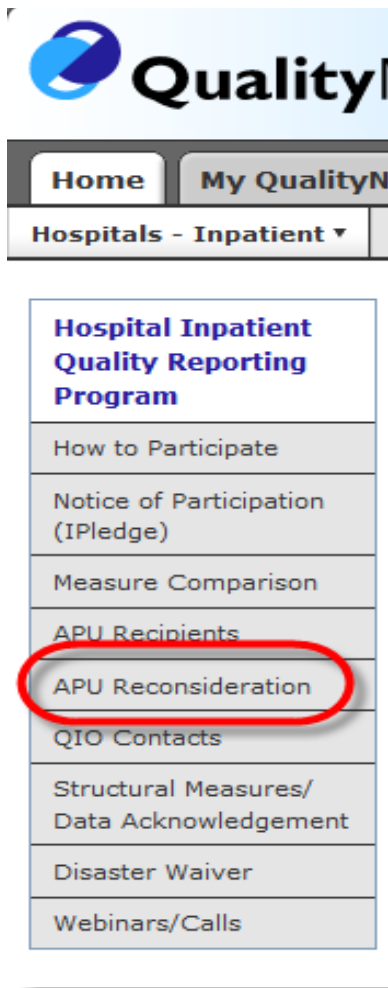 Quality
Home My Quality
Hospitals - Inpatient
Hospital Inpatient
Quality Reporting
Program
How to Participate
Notice of Participation
(IPledge)
Measure Comparison
APU Recipients
APU Reconsideration
QIO Contacts
Structural Measures/
Data Acknowledgement
Disaster Waiver
Webinars/Calls